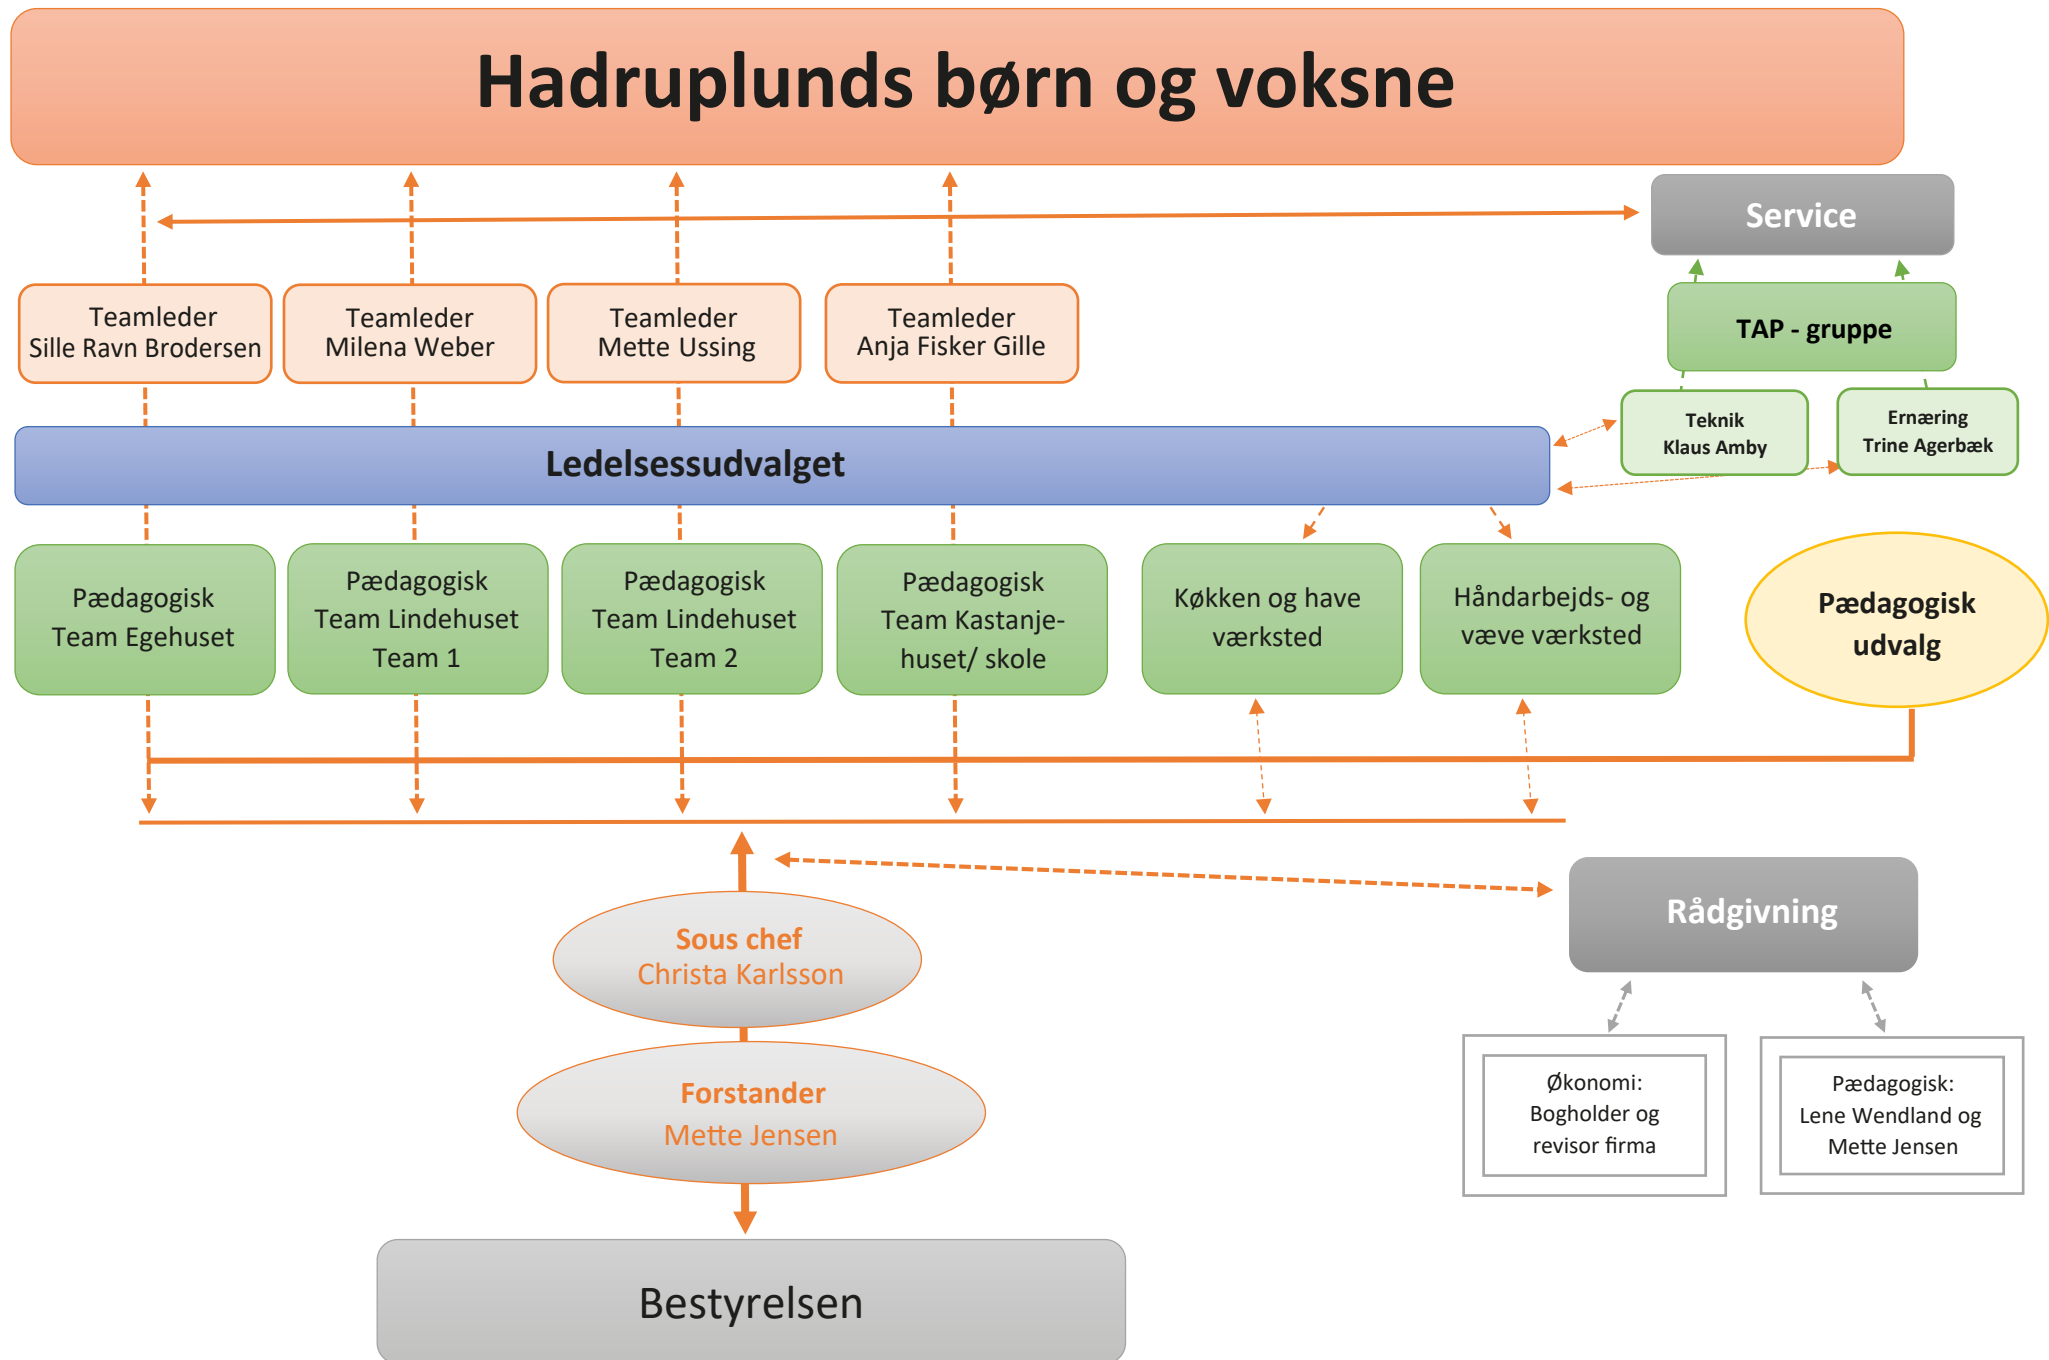 Hadruplunds børn og voksne
Service
Teamleder
Sille Ravn Brodersen
Teamleder
Milena Weber
Teamleder
Mette Ussing
Teamleder
Anja Fisker Gille
TAP - gruppe
Teknik
Klaus Amby
Ernæring
Trine Agerbæk
Ledelsessudvalget
Pædagogisk
Team Egehuset
Pædagogisk
Team Lindehuset
Team 1
Pædagogisk
Team Lindehuset
Team 2
Pædagogisk
Team Kastanje-
huset/ skole
Køkken og have
værksted
Håndarbejds- og
væve værksted
Pædagogisk
udvalg
Sous chef
Christa Karlsson
Rådgivning
Forstander
Mette Jensen
Økonomi:
Bogholder og
revisor firma
Pædagogisk:
Lene Wendland og
Mette Jensen
Bestyrelsen